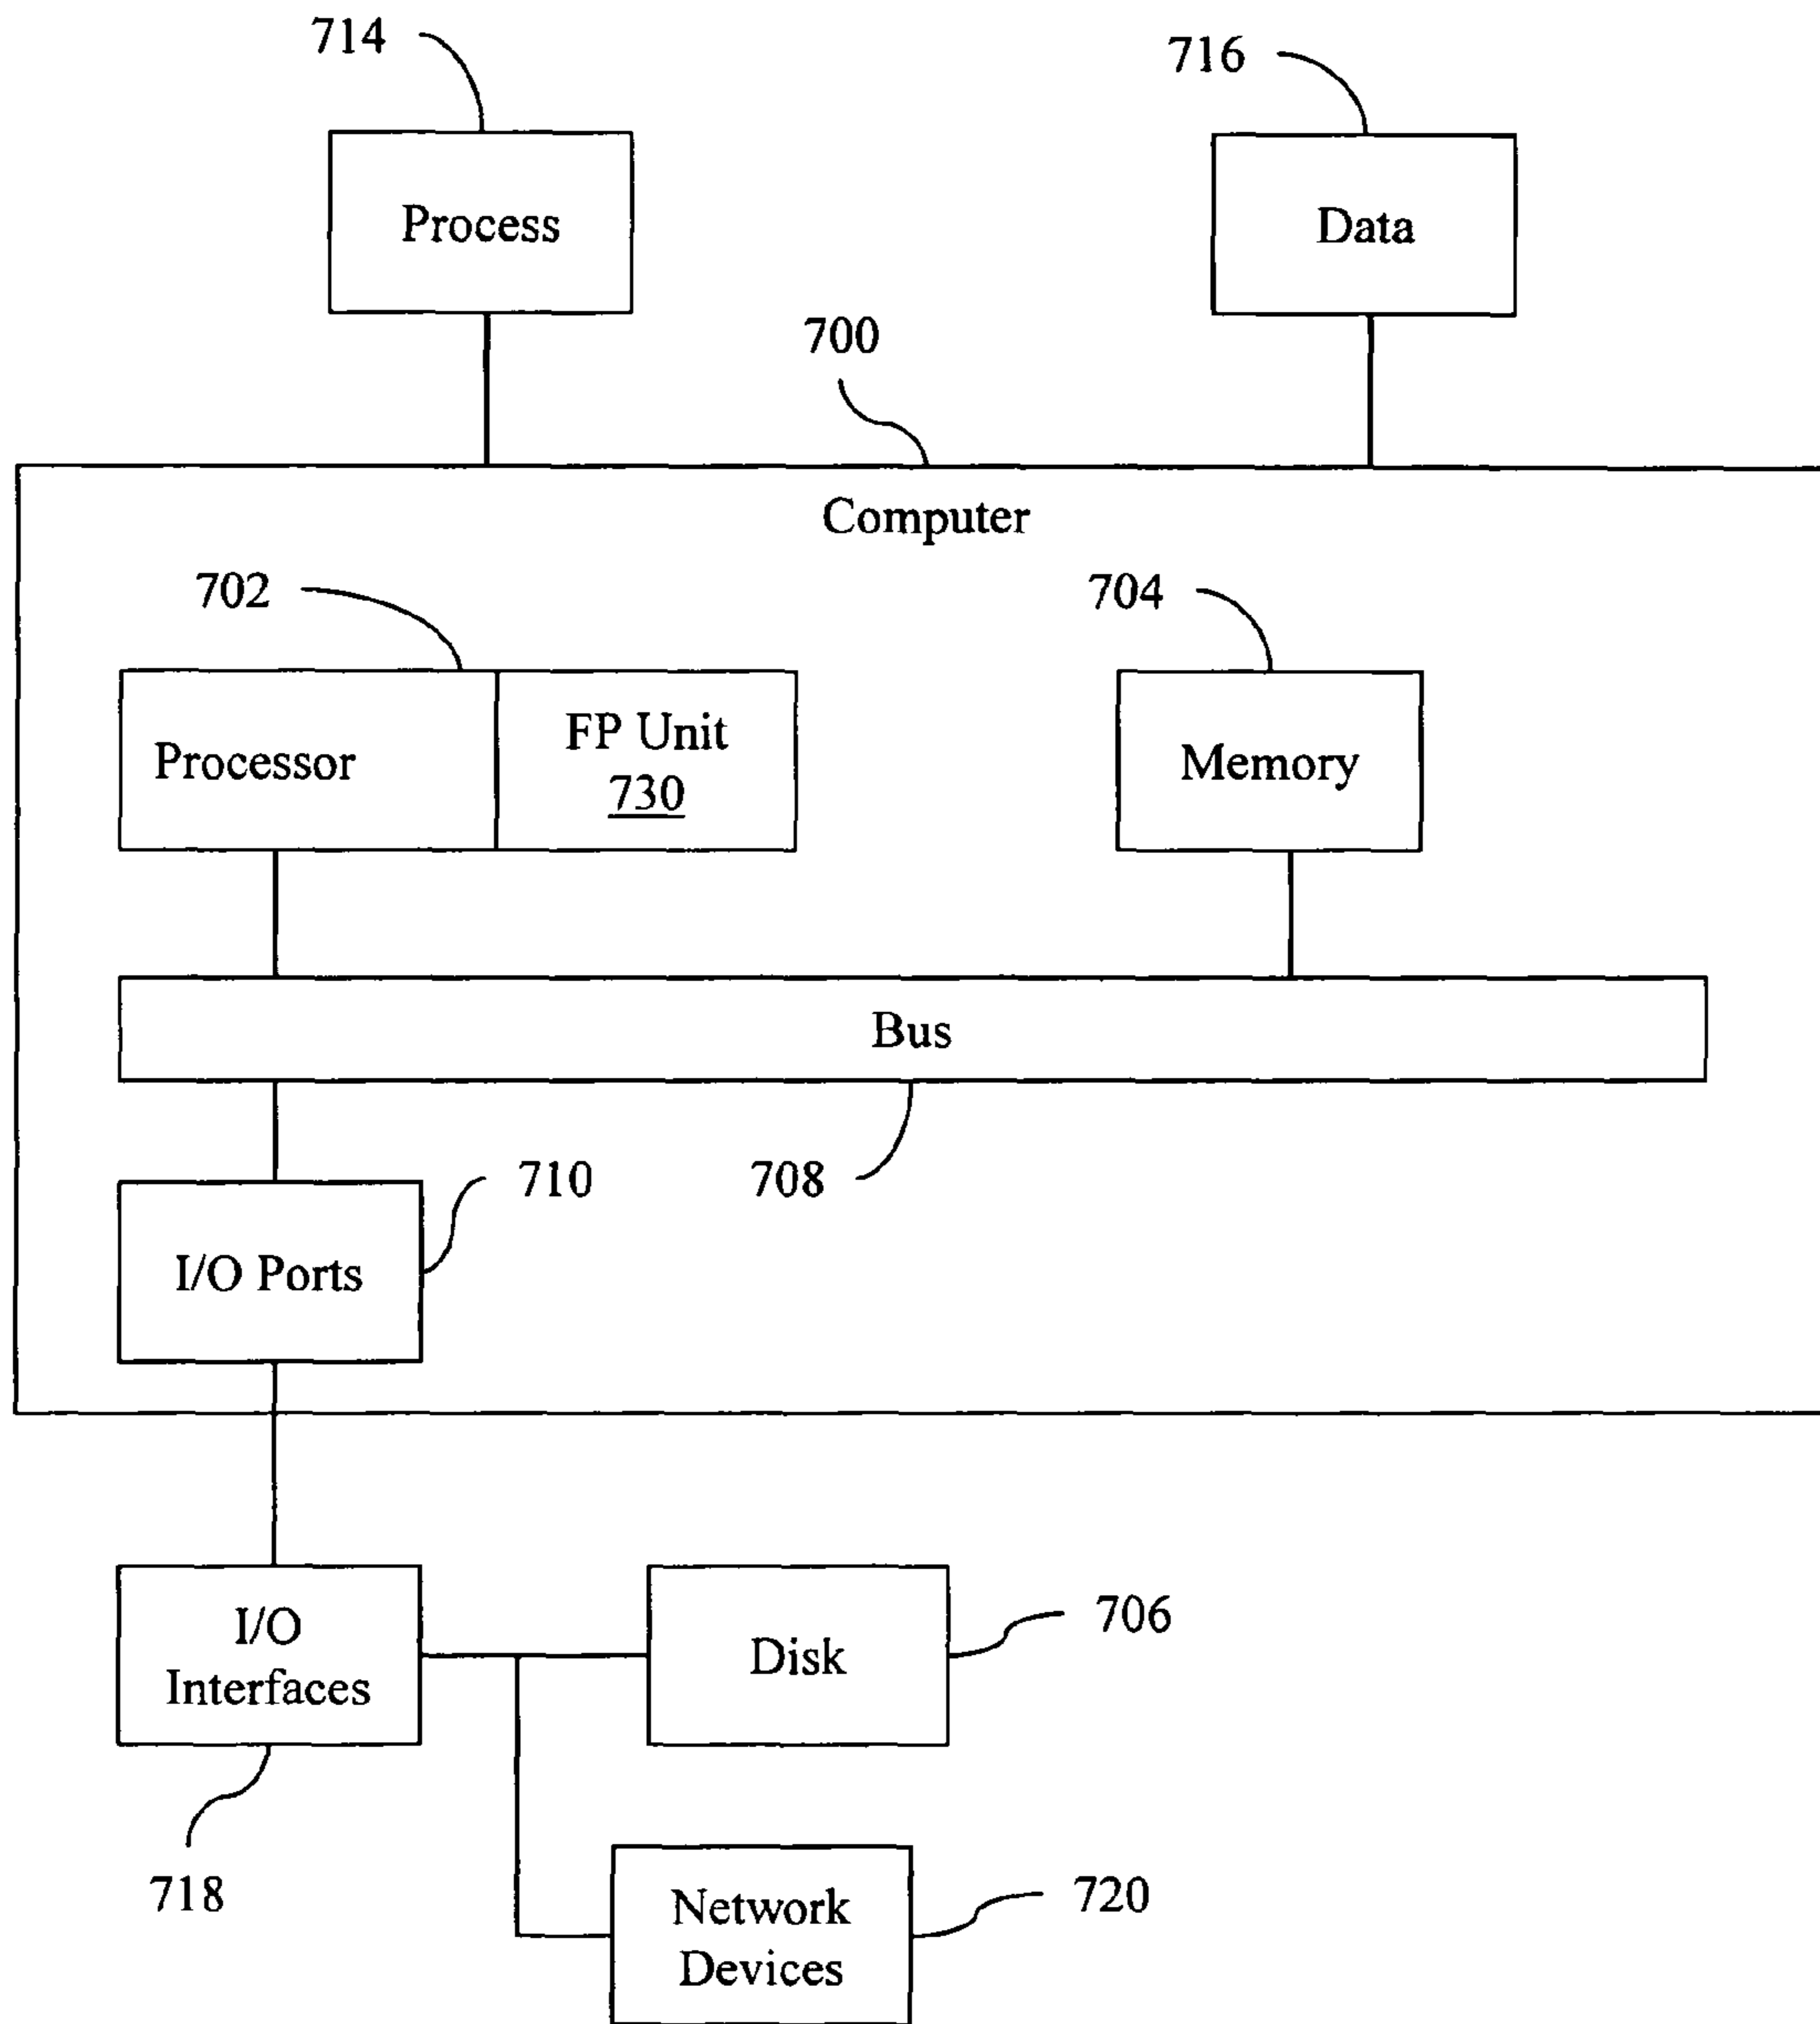 714
716
Process
Data
700
Computer
702
704
Processor
FP Unit
730
Memory
Bus
710
708
I/O Ports
I/O
Interfaces
Disk
706
718
Network
Devices
720